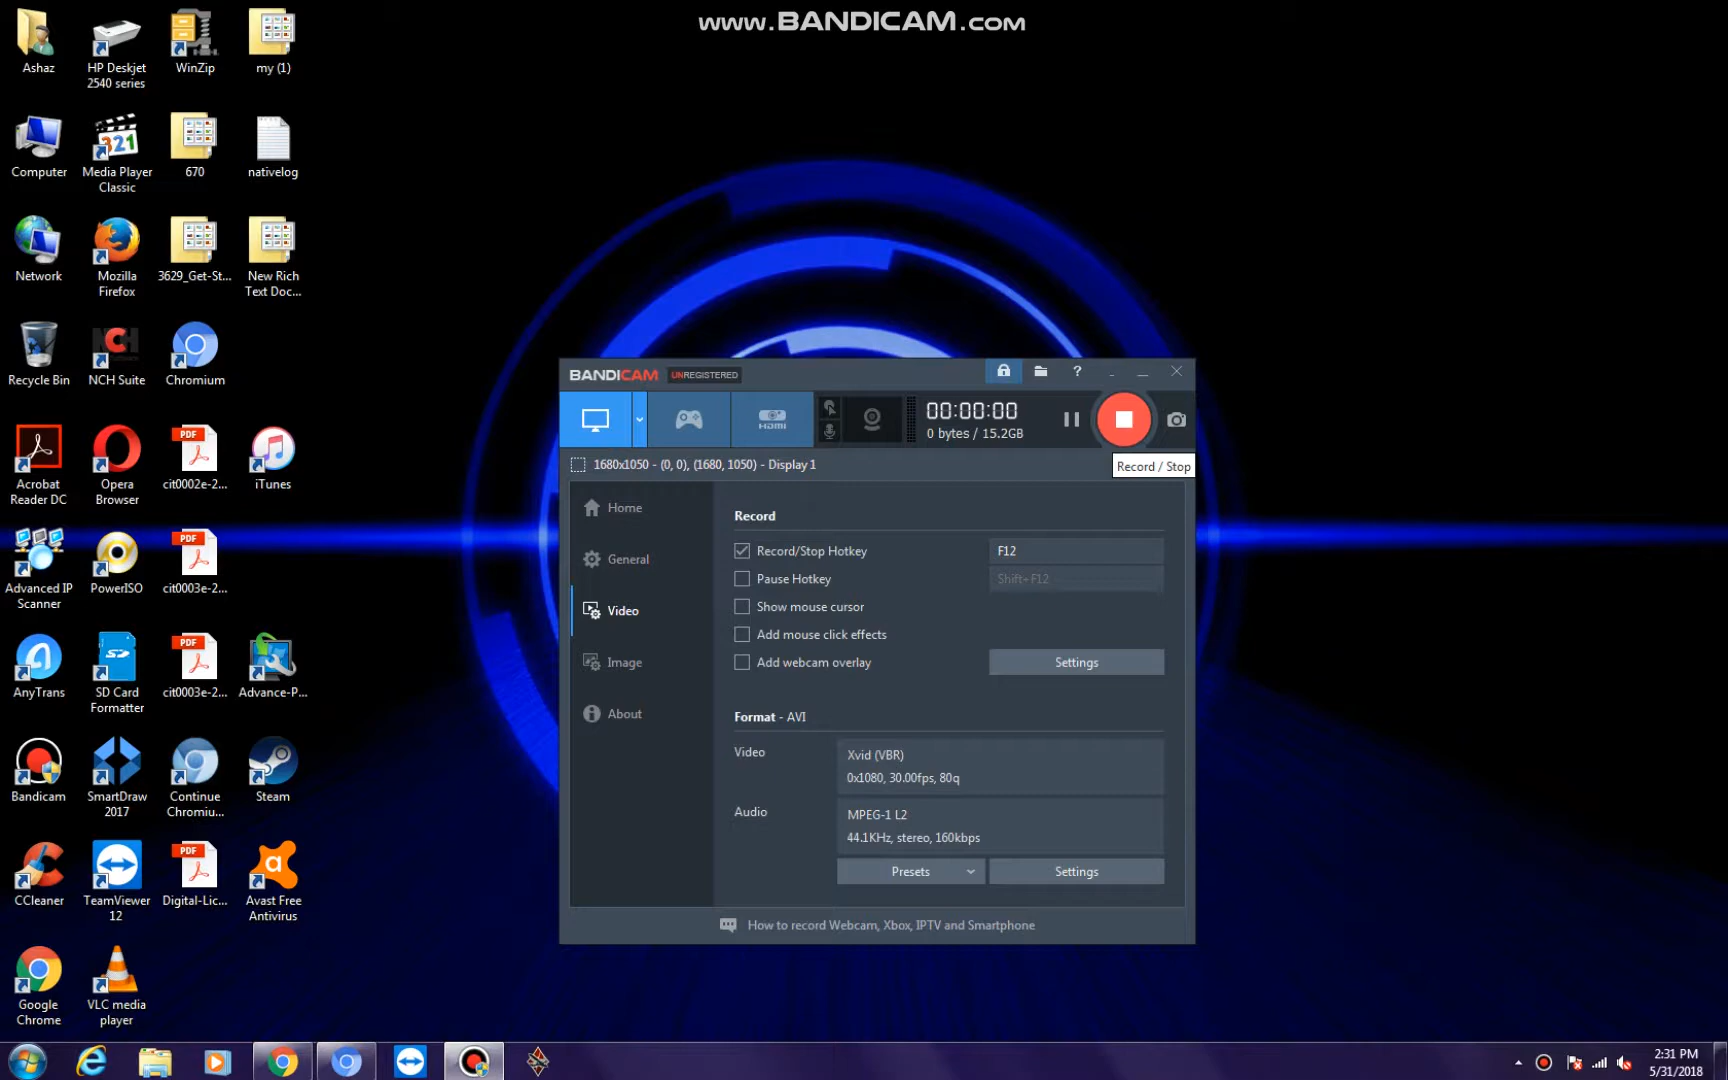 www.BANDICAM.com
Ashaz
HP Deskjet
2540 series
WinZip
my (1)
Computer
Media Player
Classic
670
nativelog
Network
Mozilla
Firefox
3629_Get-St...
New Rich
Text Doc...
Recycle Bin
NCH Suite
Chromium
Acrobat
Reader DC
Opera
Browser
cit0002e-2...
iTunes
Advanced IP
Scanner
PowerISO
cit0003e-2...
AnyTrans
SD Card
Formatter
cit0003e-2...
Advance-P...
Bandicam
SmartDraw
2017
Continue
Chromiu...
Steam
CCleaner
TeamViewer
12
Digital-Lic...
Avast Free
Antivirus
Google
Chrome
VLC media
player
BANDICAM UNREGISTERED
00:00:00
0 bytes / 15.2GB
HDMI
1680x1050 - (0, 0), (1680, 1050) - Display 1
Record / Stop
Home
General
Video
Image
About
Record
Record/Stop Hotkey F12
Pause Hotkey Shift+F12
Show mouse cursor
Add mouse click effects
Add webcam overlay Settings
Format - AVI
Video
Xvid (VBR)
0x1080, 30.00fps, 80q
Audio
MPEG-1 L2
44.1KHz, stereo, 160kbps
Presets Settings
How to record Webcam, Xbox, IPTV and Smartphone
2:31 PM
5/31/2018